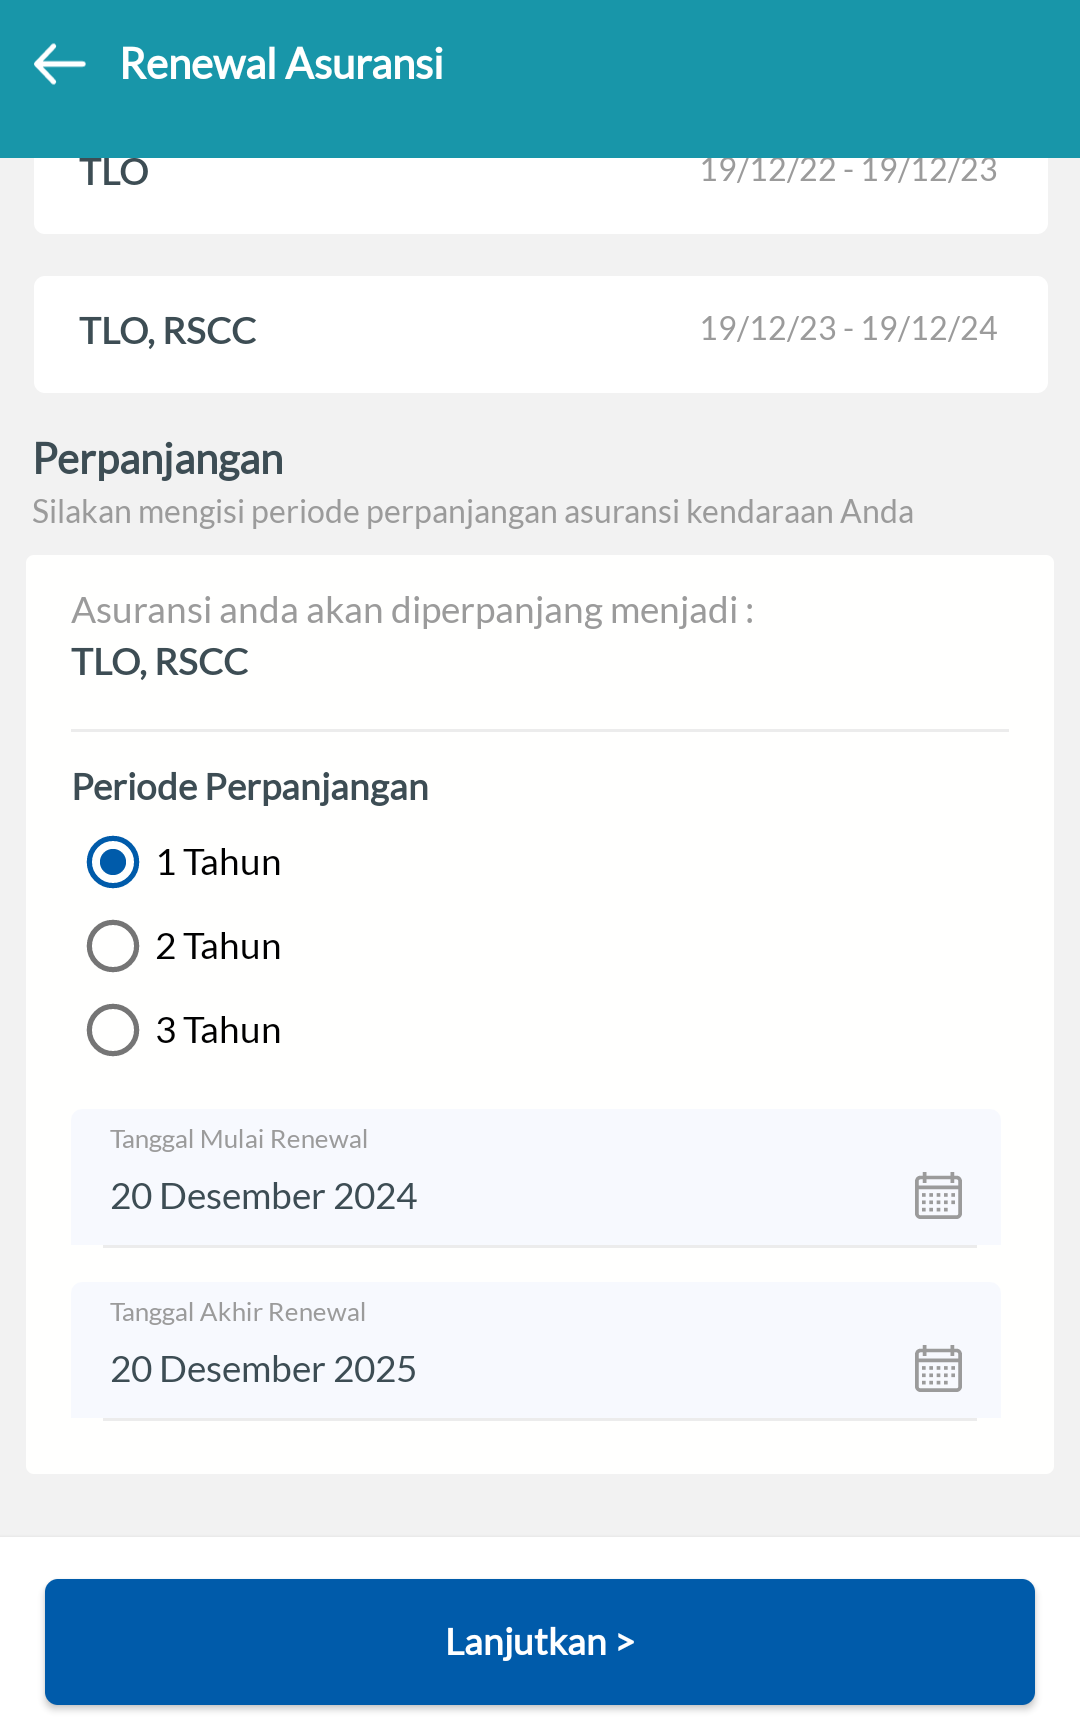 Renewal Asuransi
TLO
19/12/22 - 19/12/23
TLO, RSCC
19/12/23 - 19/12/24
Perpanjangan
Silakan mengisi periode perpanjangan asuransi kendaraan Anda
Asuransi anda akan diperpanjang menjadi :
TLO, RSCC
Periode Perpanjangan
1 Tahun
2 Tahun
3 Tahun
Tanggal Mulai Renewal
20 Desember 2024
Tanggal Akhir Renewal
20 Desember 2025
Lanjutkan >